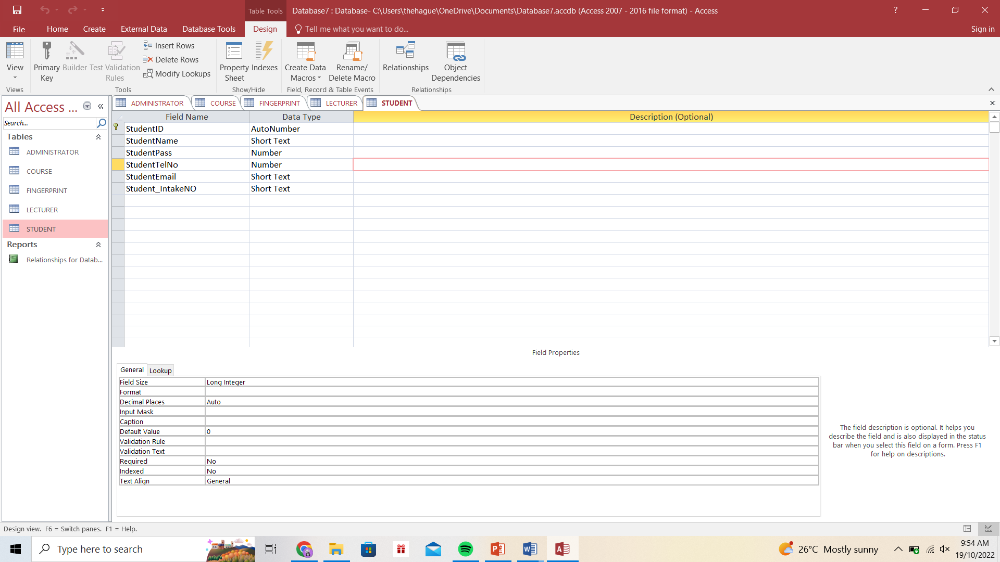 Table Tools
Database7 : Database- C:\Users\thehague\OneDrive\Documents\Database7.accdb (Access 2007 - 2016 file format) - Access
?
File Home Create External Data Database Tools Design Tell me what you want to do... Sign in
View
Primary Key
Builder
Test Validation Rules
Insert Rows
Delete Rows
Modify Lookups
Property Sheet
Indexes
Create Data Macros
Rename/ Delete Macro
Relationships
Object Dependencies
Views Tools Show/Hide Field, Record & Table Events Relationships
All Access ...
Search...
Tables
ADMINISTRATOR
COURSE
FINGERPRINT
LECTURER
STUDENT
Reports
Relationships for Datab...
ADMINISTRATOR COURSE FINGERPRINT LECTURER STUDENT
Field Name Data Type Description (Optional)
StudentID AutoNumber
StudentName Short Text
StudentPass Number
StudentTelNo Number
StudentEmail Short Text
Student_IntakeNO Short Text
Field Properties
General Lookup
Field Size Long Integer
Format
Decimal Places Auto
Input Mask
Caption
Default Value 0
Validation Rule
Validation Text
Required No
Indexed No
Text Align General
The field description is optional. It helps you
describe the field and is also displayed in the status
bar when you select this field on a form. Press F1
for help on descriptions.
Design view. F6 = Switch panes. F1 = Help.
Type here to search
26°C Mostly sunny
9:54 AM
19/10/2022